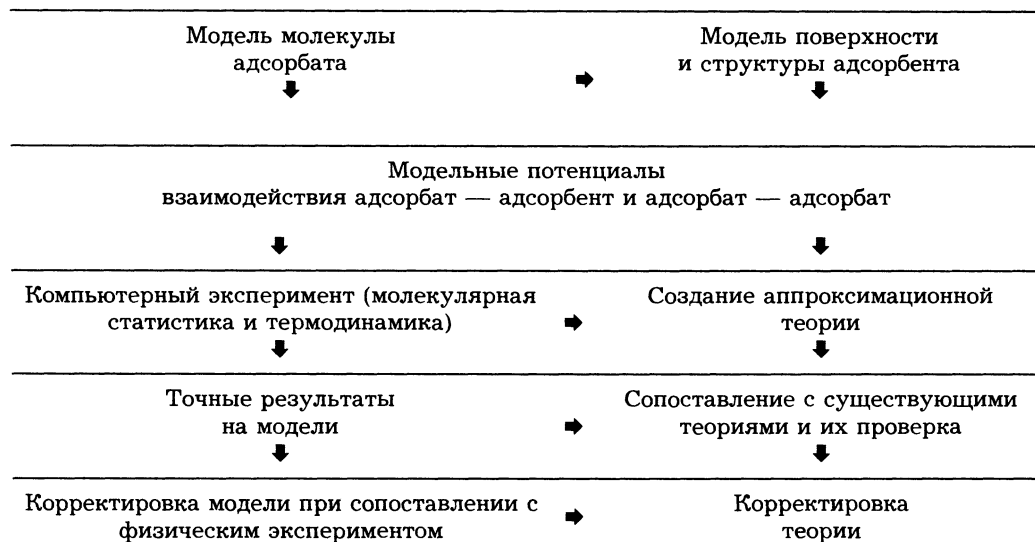 Модель молекулы
адсорбата
Модель поверхности
и структуры адсорбента
Модельные потенциалы
взаимодействия адсорбат — адсорбент и адсорбат — адсорбат
Компьютерный эксперимент (молекулярная
статистика и термодинамика)
Создание аппроксимационной
теории
Точные результаты
на модели
Сопоставление с существующими
теориями и их проверка
Корректировка модели при сопоставлении с
физическим экспериментом
Корректировка
теории